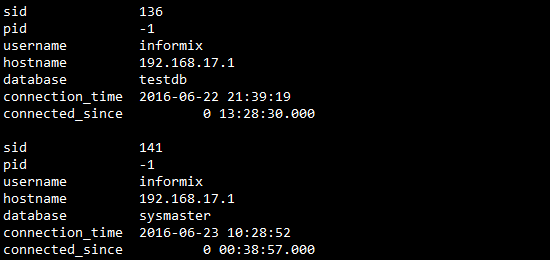 sid              136
pid              -1
username         informix
hostname         192.168.17.1
database         testdb
connection_time  2016-06-22 21:39:19
connected_since          0 13:28:30.000

sid              141
pid              -1
username         informix
hostname         192.168.17.1
database         sysmaster
connection_time  2016-06-23 10:28:52
connected_since          0 00:38:57.000